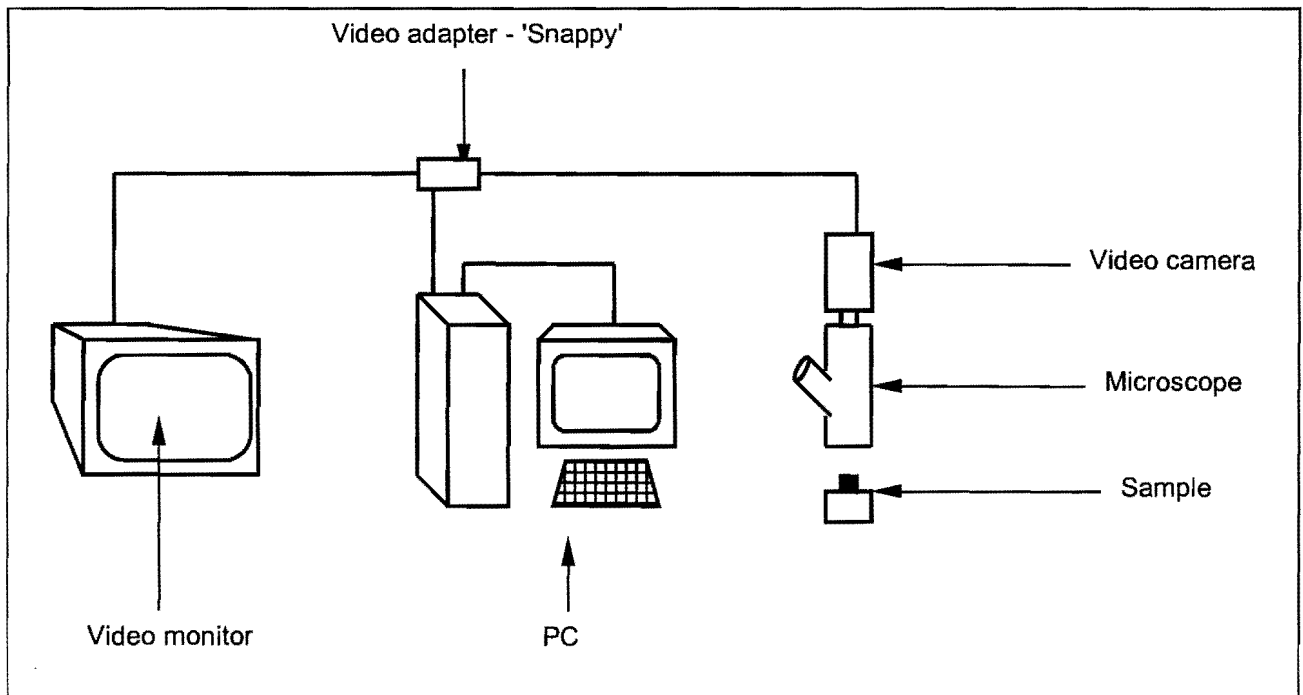 Video adapter - 'Snappy'
Video camera
Microscope
Sample
Video monitor
PC